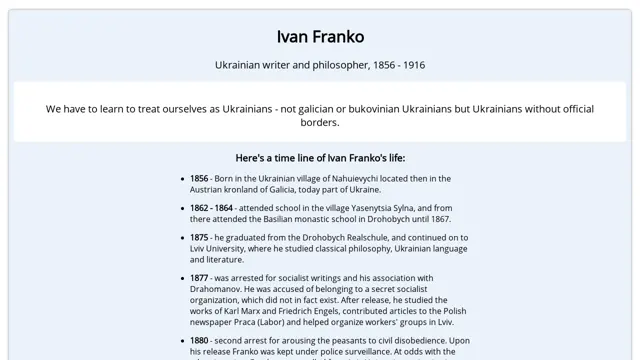 Ivan Franko
Ukrainian writer and philosopher, 1856 - 1916
We have to learn to treat ourselves as Ukrainians - not galician or bukovinian Ukrainians but Ukrainians without official
borders.
Here's a time line of Ivan Franko's life:
1856 - Born in the Ukrainian village of Nahuievychi located then in the
Austrian kronland of Galicia, today part of Ukraine.
1862 - 1864 - attended school in the village Yasenytsia Sylna, and from
there attended the Basilian monastic school in Drohobych until 1867.
1875 - he graduated from the Drohobych Realschule, and continued on to
Lviv University, where he studied classical philosophy, Ukrainian language
and literature.
1877 - was arrested for socialist writings and his association with
Drahomanov. He was accused of belonging to a secret socialist
organization, which did not in fact exist. After release, he studied the
works of Karl Marx and Friedrich Engels, contributed articles to the Polish
newspaper Praca (Labor) and helped organize workers' groups in Lviv.
1880 - second arrest for arousing the peasants to civil disobedience. Upon
his release Franko was kept under police surveillance. At odds with the